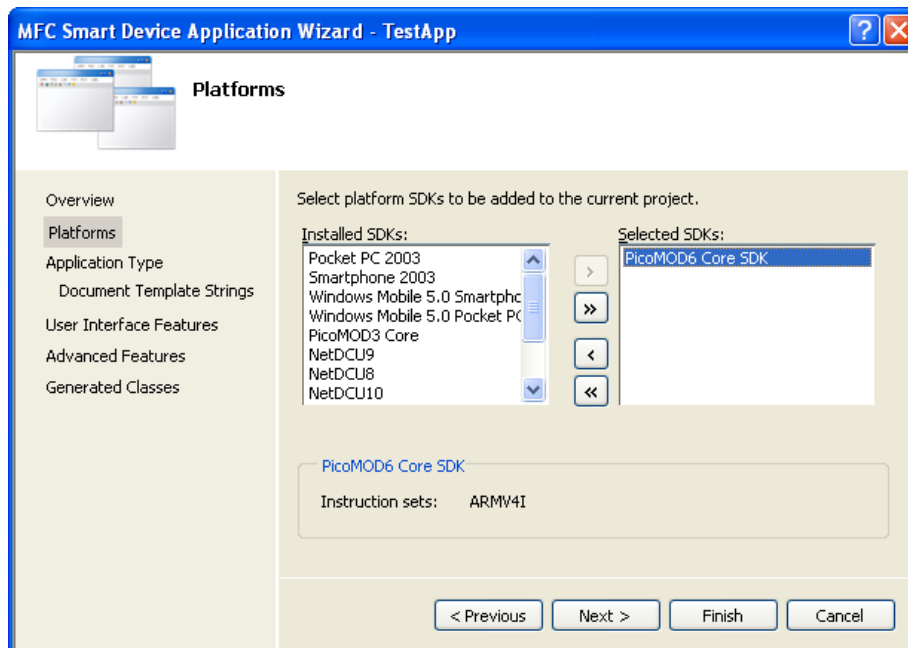 MFC Smart Device Application Wizard - TestApp
Platforms
Overview
Platforms
Application Type
Document Template Strings
User Interface Features
Advanced Features
Generated Classes
Select platform SDKs to be added to the current project.
Installed SDKs:
Pocket PC 2003
Smartphone 2003
Windows Mobile 5.0 Smartphc
Windows Mobile 5.0 Pocket PC
PicoMOD3 Core
NetDCU9
NetDCU8
NetDCU10
>
»
<
«
Selected SDKs:
PicoMOD6 Core SDK
PicoMOD6 Core SDK
Instruction sets: ARMV4I
< Previous
Next >
Finish
Cancel